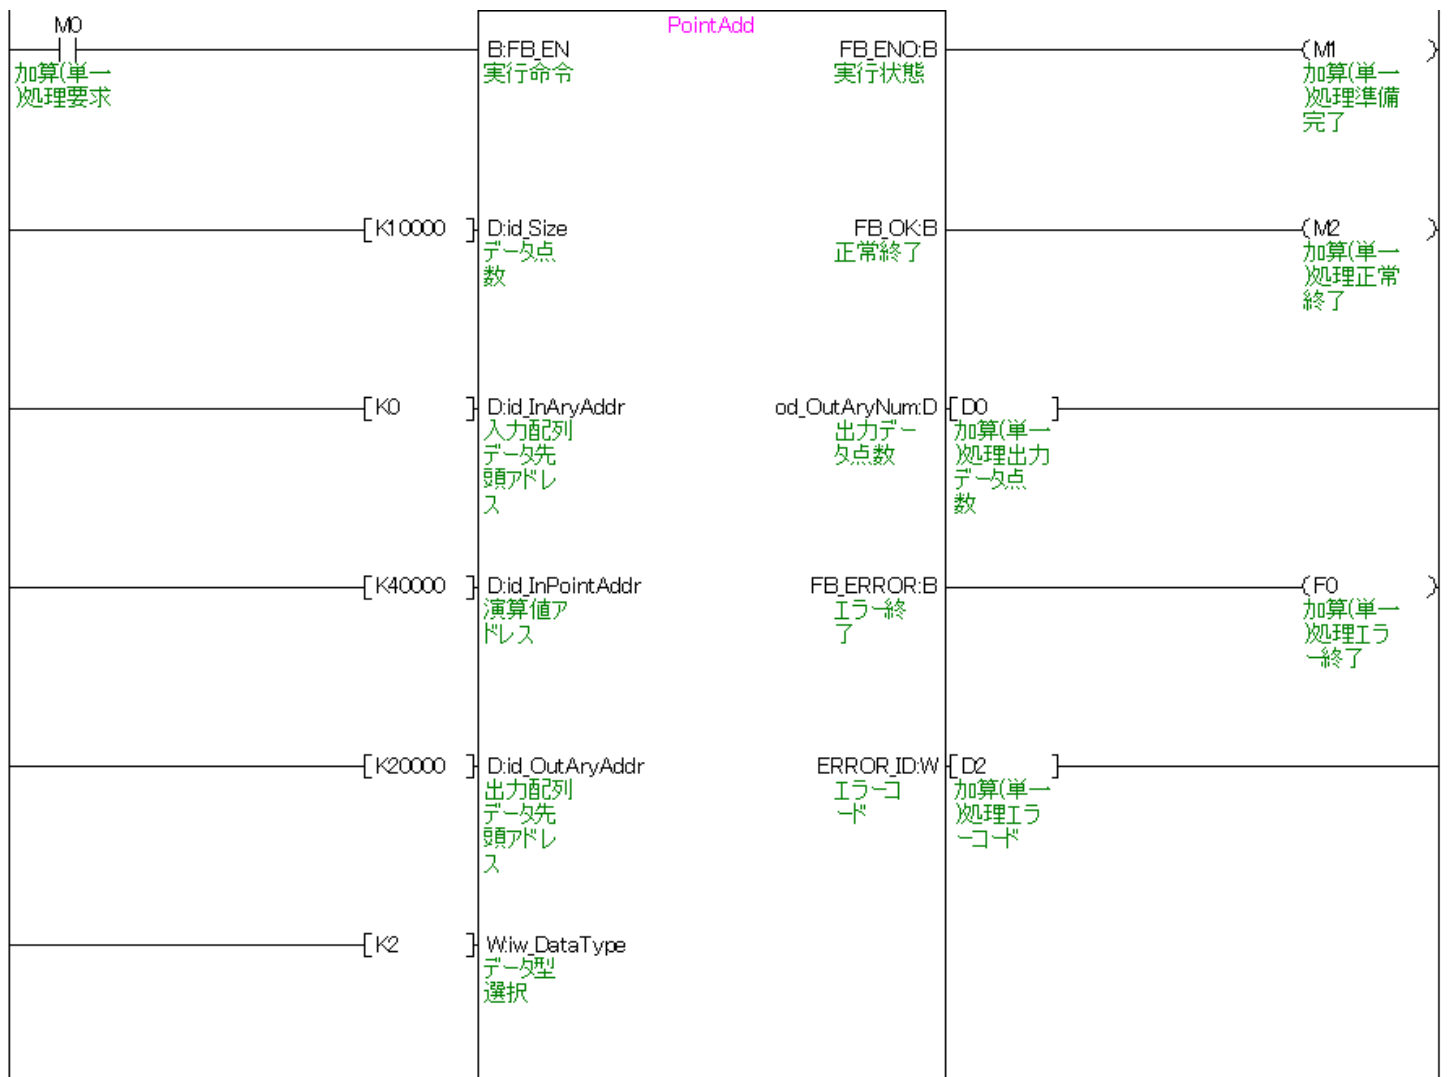 PointAdd
M0
加算(単一
)処理要求
B:FB_EN
実行命令
FB_ENO:B
実行状態
M1
加算(単一
)処理準備
完了
K10000
D:id_Size
データ点
数
FB_OK:B
正常終了
M2
加算(単一
)処理正常
終了
K0
D:id_InAryAddr
入力配列
データ先
頭アドレ
ス
od_OutAryNum:D
出力デー
タ点数
D0
加算(単一
)処理出力
データ点
数
K40000
D:id_InPointAddr
演算値ア
ドレス
FB_ERROR:B
エラー終
了
F0
加算(単一
)処理エラ
ー終了
K20000
D:id_OutAryAddr
出力配列
データ先
頭アドレ
ス
ERROR_ID:W
エラーコ
ード
D2
加算(単一
)処理エラ
ーコード
K2
W:iw_DataType
データ型
選択